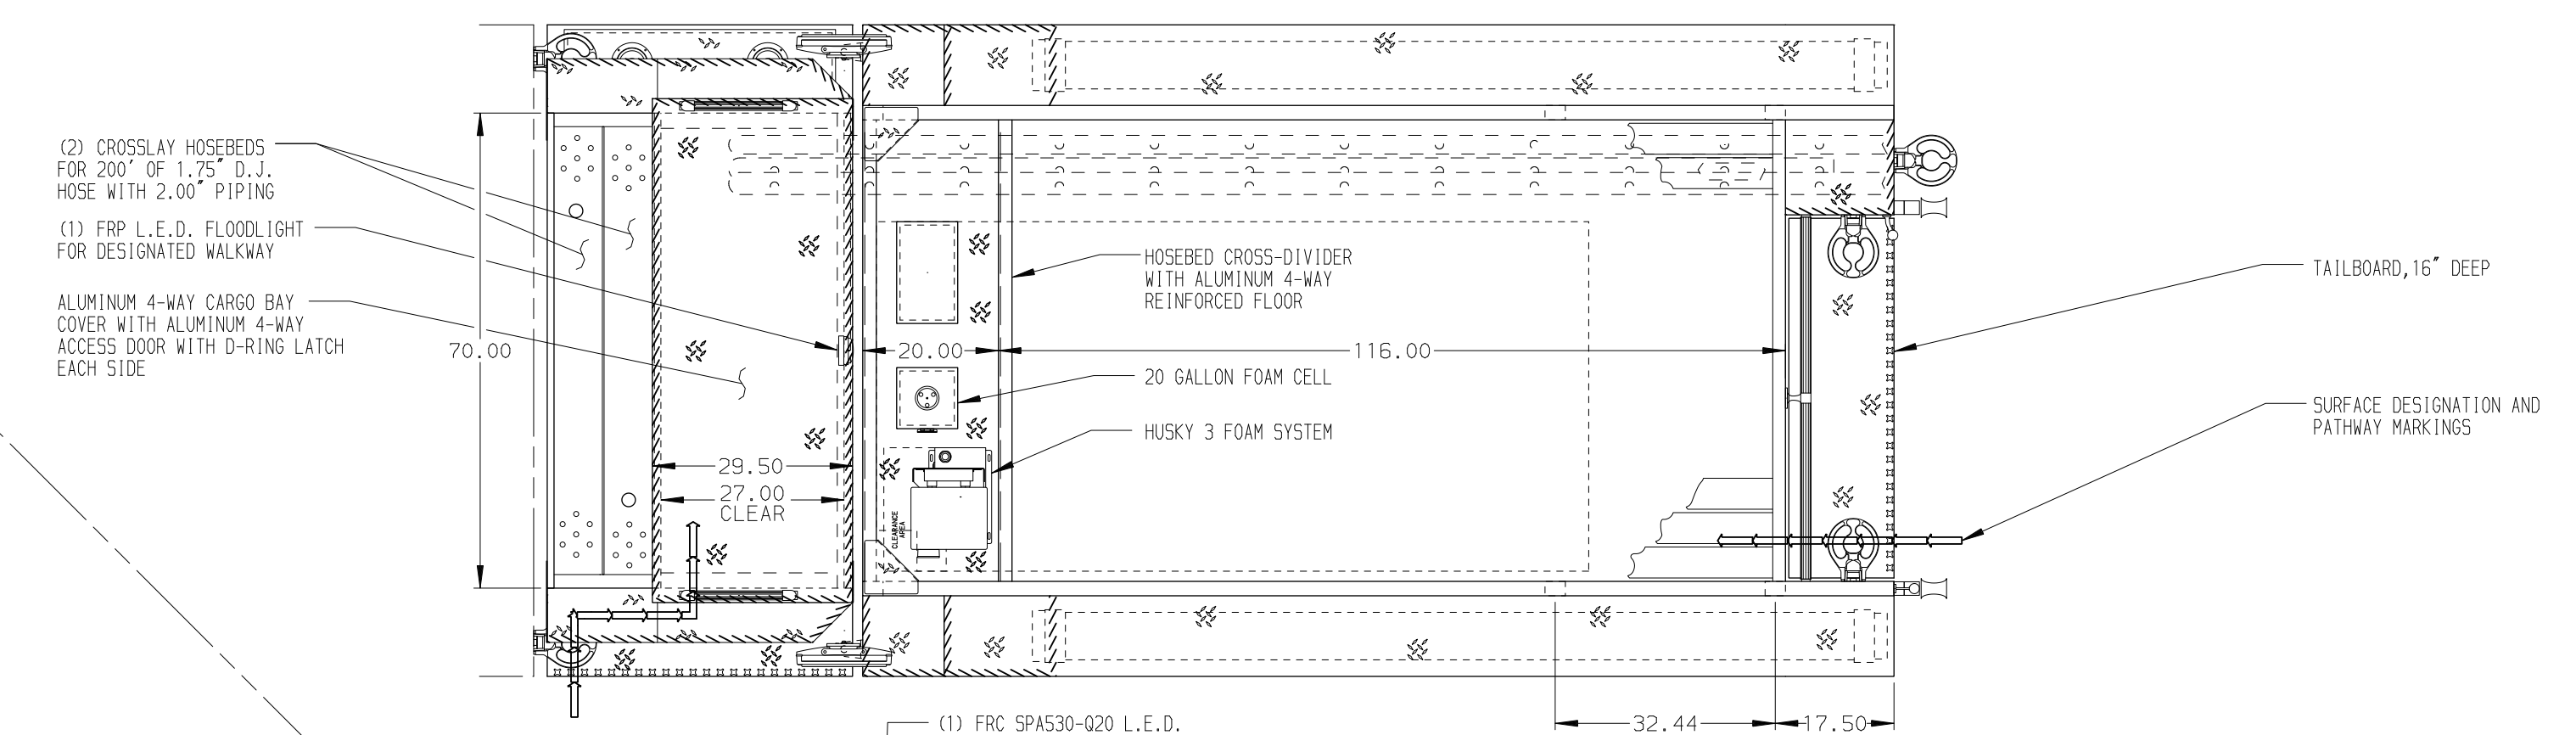 (2) CROSSLAY HOSEBEDS
FOR 200' OF 1.75" D.J.
HOSE WITH 2.00" PIPING
(1) FRP L.E.D. FLOODLIGHT
FOR DESIGNATED WALKWAY
ALUMINUM 4-WAY CARGO BAY
COVER WITH ALUMINUM 4-WAY
ACCESS DOOR WITH D-RING LATCH
EACH SIDE
70.00
29.50
27.00
CLEAR
20.00
116.00
HOSEBED CROSS-DIVIDER
WITH ALUMINUM 4-WAY
REINFORCED FLOOR
20 GALLON FOAM CELL
HUSKY 3 FOAM SYSTEM
CLEARANCE
AREA
TAILBOARD,16" DEEP
SURFACE DESIGNATION AND
PATHWAY MARKINGS
32.44
17.50
(1) FRC SPA530-Q20 L.E.D.